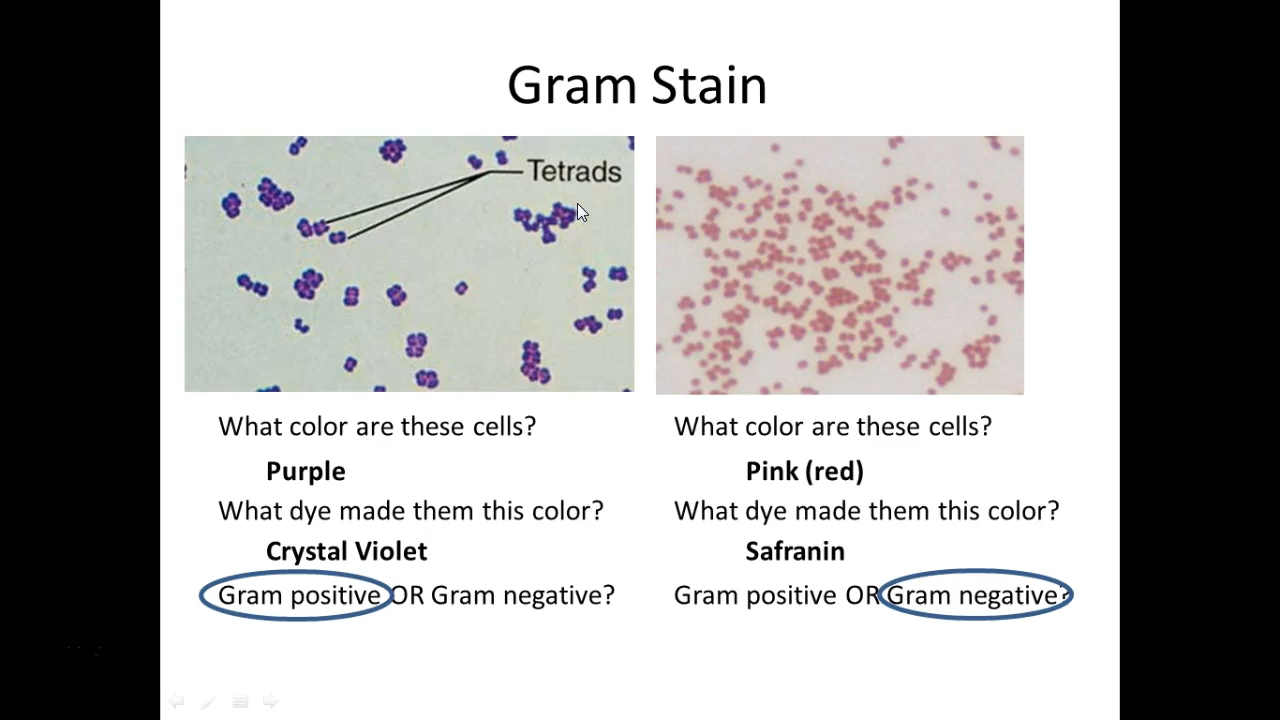 Gram Stain
Tetrads
What color are these cells?
Purple
What dye made them this color?
Crystal Violet
Gram positive OR Gram negative?
What color are these cells?
Pink (red)
What dye made them this color?
Safranin
Gram positive OR Gram negative?